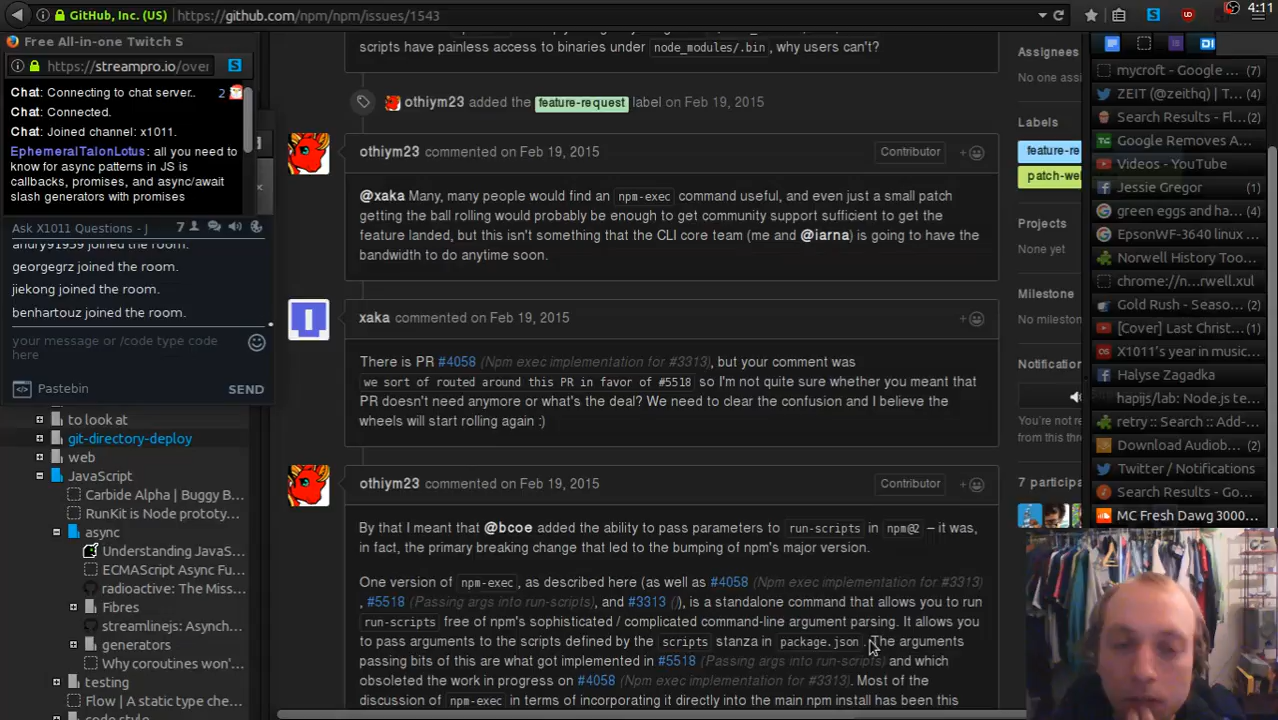 GitHub, Inc. (US)
https://github.com/npm/npm/issues/1543
4:11
Free All-in-one Twitch S
https://streampro.io/over
Chat: Connecting to chat server..
2
Chat: Connected.
Chat: Joined channel: x1011.
EphemeralTalonLotus: all you need to
know for async patterns in JS is
callbacks, promises, and async/await
slash generators with promises
Ask X1011 Questions - J
7
andry91939 joined the room.
georgegrz joined the room.
jiekong joined the room.
benhartouz joined the room.
your message or /code type code
here
Pastebin
SEND
to look at
git-directory-deploy
web
JavaScript
Carbide Alpha | Buggy B...
RunKit is Node prototy...
async
Understanding JavaS...
ECMAScript Async Fu...
radioactive: The Miss...
Fibres
streamlinejs: Asynch...
generators
Why coroutines won'...
testing
Flow | A static type che...
code style
scripts have painless access to binaries under node_modules/.bin, why users can't?
othiym23 added the feature-request label on Feb 19, 2015
othiym23 commented on Feb 19, 2015
Contributor
@xaka Many, many people would find an npm-exec command useful, and even just a small patch
getting the ball rolling would probably be enough to get community support sufficient to get the
feature landed, but this isn't something that the CLI core team (me and @iarna) is going to have the
bandwidth to do anytime soon.
xaka commented on Feb 19, 2015
There is PR #4058 (Npm exec implementation for #3313), but your comment was
we sort of routed around this PR in favor of #5518 so I'm not quite sure whether you meant that
PR doesn't need anymore or what's the deal? We need to clear the confusion and I believe the
wheels will start rolling again :)
othiym23 commented on Feb 19, 2015
Contributor
By that I meant that @bcoe added the ability to pass parameters to run-scripts in npm@2 – it was,
in fact, the primary breaking change that led to the bumping of npm's major version.
One version of npm-exec, as described here (as well as #4058 (Npm exec implementation for #3313)
, #5518 (Passing args into run-scripts), and #3313 ()), is a standalone command that allows you to run
run-scripts free of npm's sophisticated / complicated command-line argument parsing. It allows you
to pass arguments to the scripts defined by the scripts stanza in package.json. The arguments
passing bits of this are what got implemented in #5518 (Passing args into run-scripts) and which
obsoleted the work in progress on #4058 (Npm exec implementation for #3313). Most of the
discussion of npm-exec in terms of incorporating it directly into the main npm install has been this
Assignees
No one assi
Labels
feature-re
patch-wel
Projects
None yet
Milestone
No mileston
Notification
You're not re
from this thre
7 participa
mycroft - Google ... (7)
ZEIT (@zeithq) | T... (4)
Search Results - Fl... (2)
Google Removes A...
Videos - YouTube
Jessie Gregor (1)
green eggs and ha... (4)
EpsonWF-3640 linux ...
Norwell History Too...
chrome://n...rwell.xul
Gold Rush - Seaso... (2)
[Cover] Last Christ... (1)
X1011's year in music...
Halyse Zagadka
hapijs/lab: Node.js te...
retry :: Search :: Add-...
Download Audiob...
Twitter / Notifications
Search Results - Go...
MC Fresh Dawg 3000...